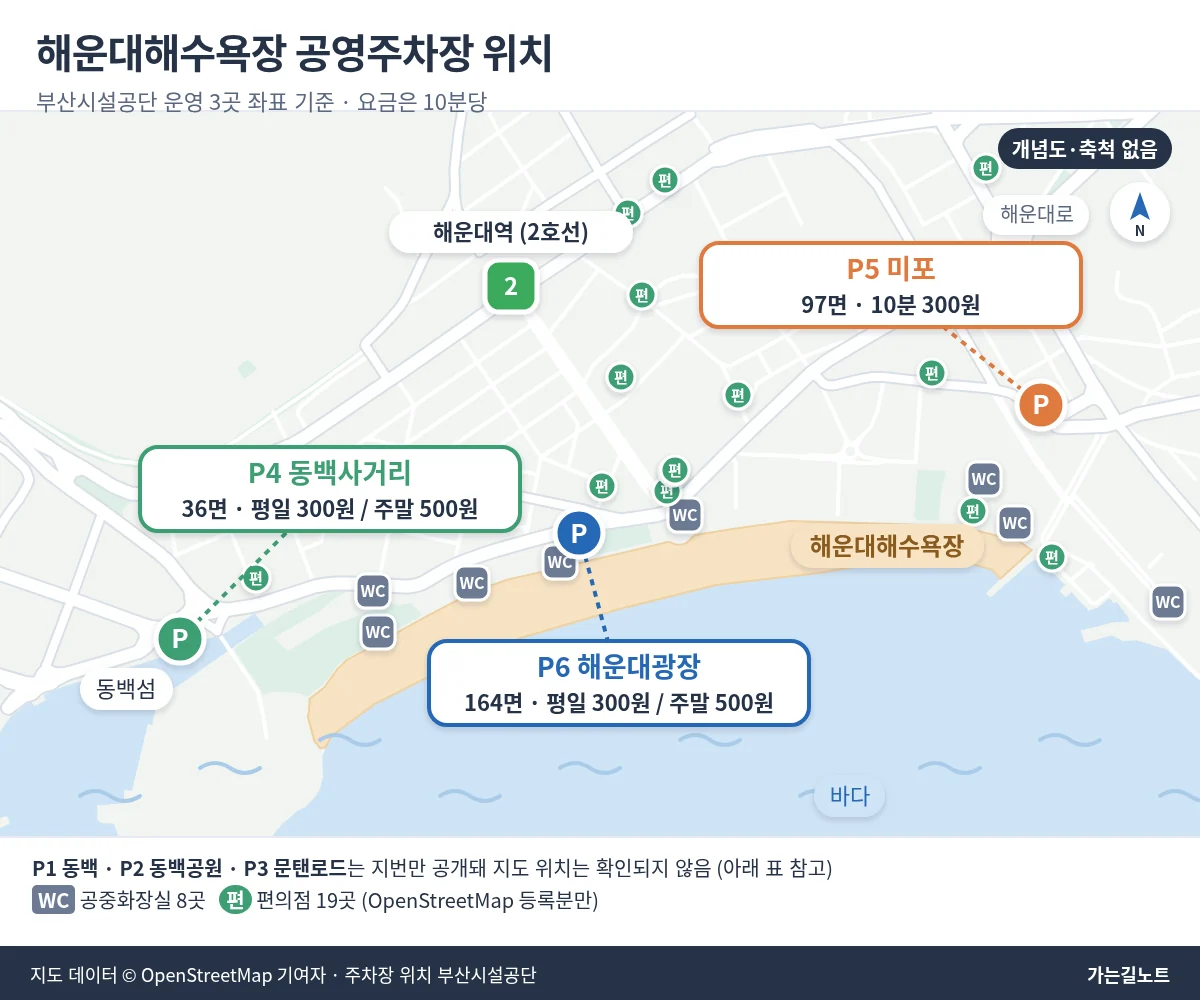 해운대해수욕장 공영주차장 위치
부산시설공단 운영 3곳 좌표 기준 · 요금은 10분당
개념도·축척 없음
편
해운대로
N
편
편
해운대역 (2호선)
2
P5 미포
97면 · 10분 300원
편
편
편
편
P
P4 동백사거리
36면 · 평일 300원 / 주말 500원
편
편
편
WC
WC
편
WC
P
WC
해운대해수욕장
편
WC
편
WC
WC
WC
WC
P
동백섬
P6 해운대광장
164면 · 평일 300원 / 주말 500원
바다
P1 동백 · P2 동백공원 · P3 문탠로드는 지번만 공개돼 지도 위치는 확인되지 않음 (아래 표 참고)
WC 공중화장실 8곳 편 편의점 19곳 (OpenStreetMap 등록분만)
지도 데이터 © OpenStreetMap 기여자 · 주차장 위치 부산시설공단
가는길노트